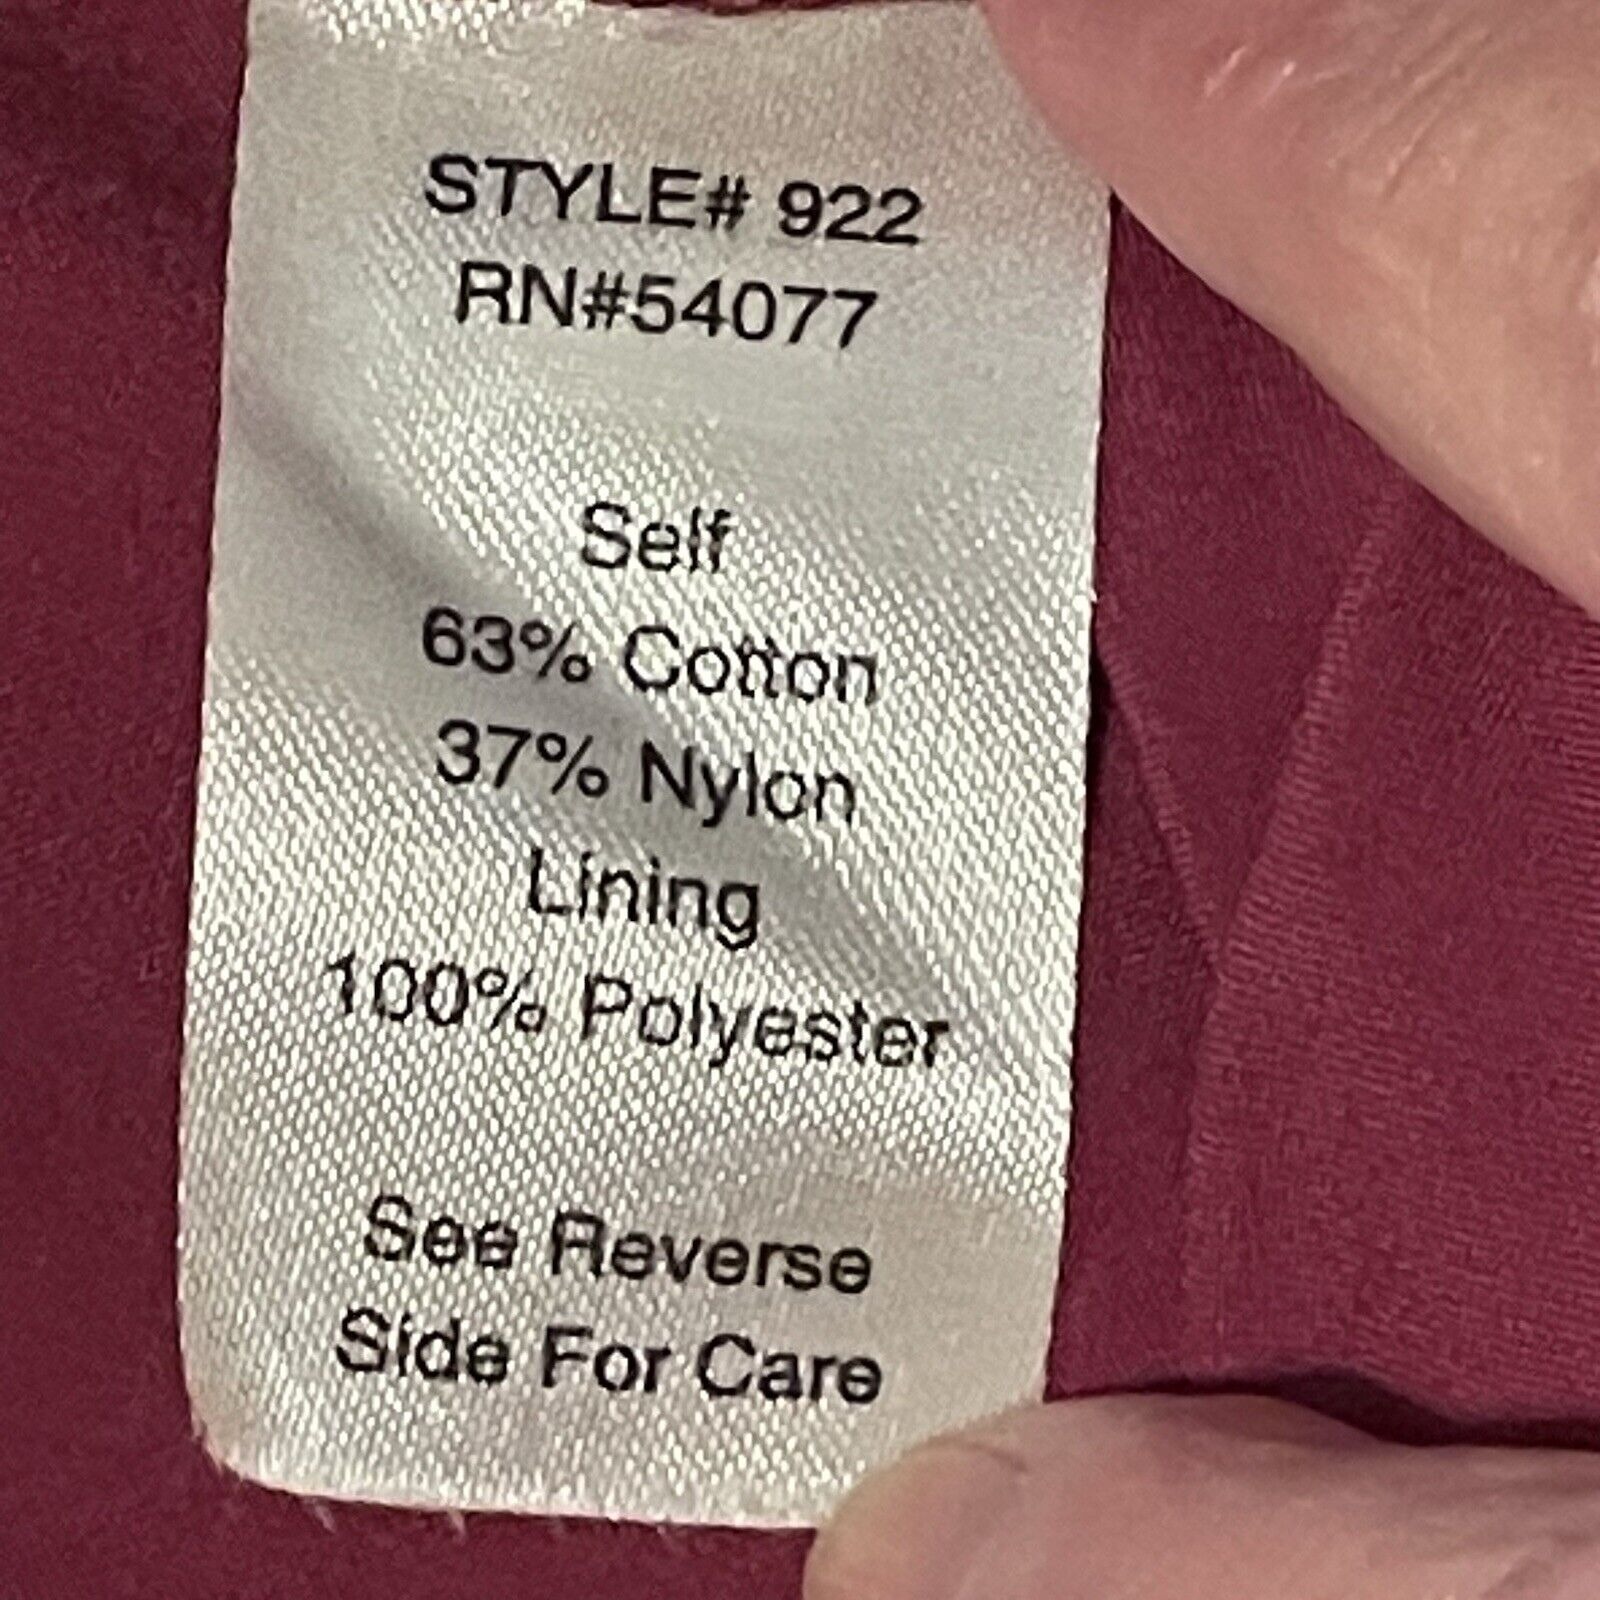 STYLE# 922
RN#54077
Self
63% Cotton
37% Nylon
Lining
100% Polyester
See Reverse
Side For Care